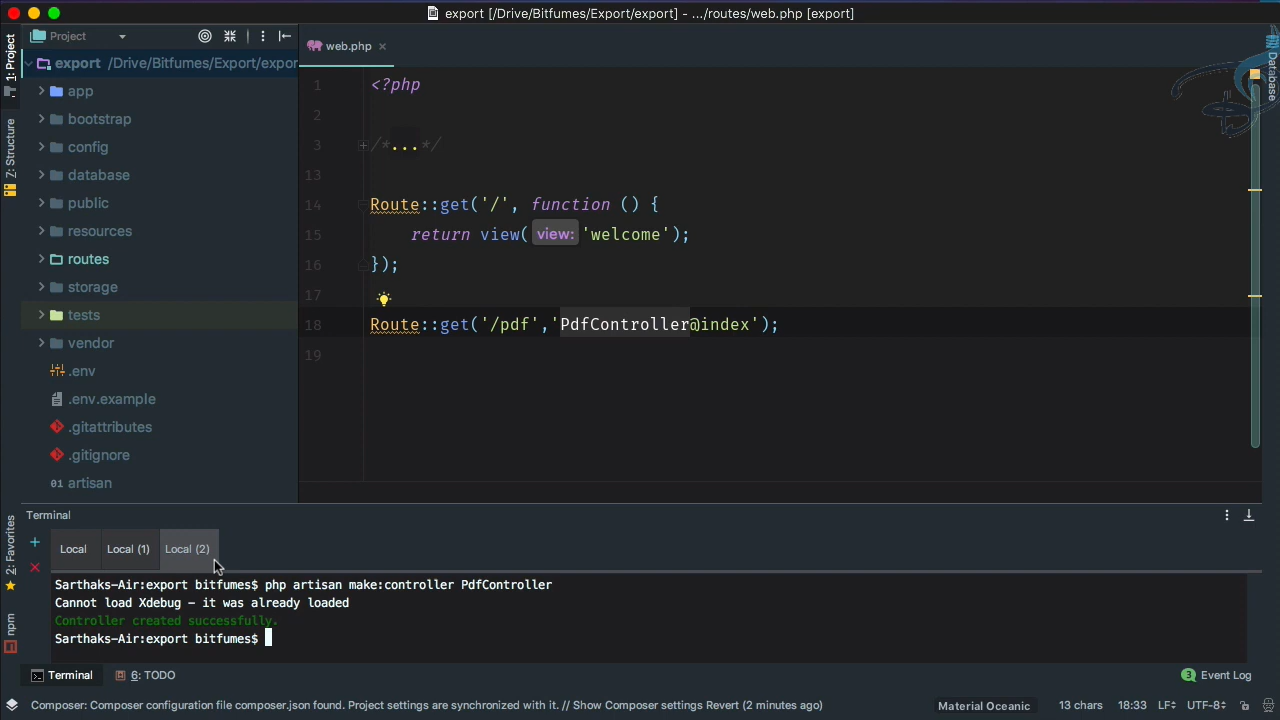 export [/Drive/Bitfumes/Export/export] - .../routes/web.php [export]
1: Project
Z: Structure
2: Favorites
npm
Project
export /Drive/Bitfumes/Export/expor
app
bootstrap
config
database
public
resources
routes
storage
tests
vendor
.env
.env.example
.gitattributes
.gitignore
01 artisan
web.php
1 <?php
2
3 /*...*/
13
14 Route::get('/', function () {
15 return view( view: 'welcome');
16 });
17
18 Route::get('/pdf','PdfController@index');
19
Database
Terminal
Local Local (1) Local (2)
Sarthaks-Air:export bitfumes$ php artisan make:controller PdfController
Cannot load Xdebug - it was already loaded
Controller created successfully.
Sarthaks-Air:export bitfumes$
Terminal 6: TODO 3 Event Log
Composer: Composer configuration file composer.json found. Project settings are synchronized with it. // Show Composer settings Revert (2 minutes ago) Material Oceanic 13 chars 18:33 LF UTF-8